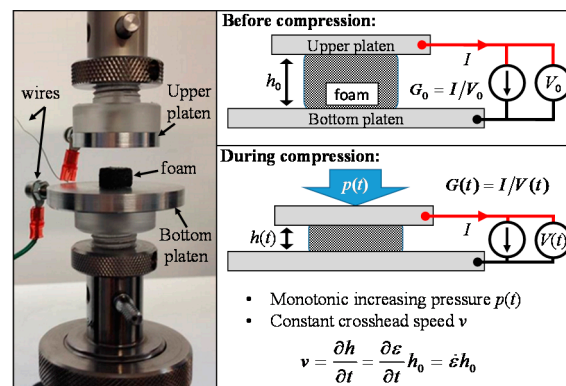 wires
Upper
platen
foam
Bottom
platen
Before compression:
Upper platen
h₀
foam
G₀ = I/V₀
I
V₀
Bottom platen
During compression:
p(t)
G(t) = I/V(t)
h(t)
I
V(t)
• Monotonic increasing pressure p(t)
• Constant crosshead speed v
v = ∂h/∂t = ∂ε/∂t h₀ = ε̇h₀